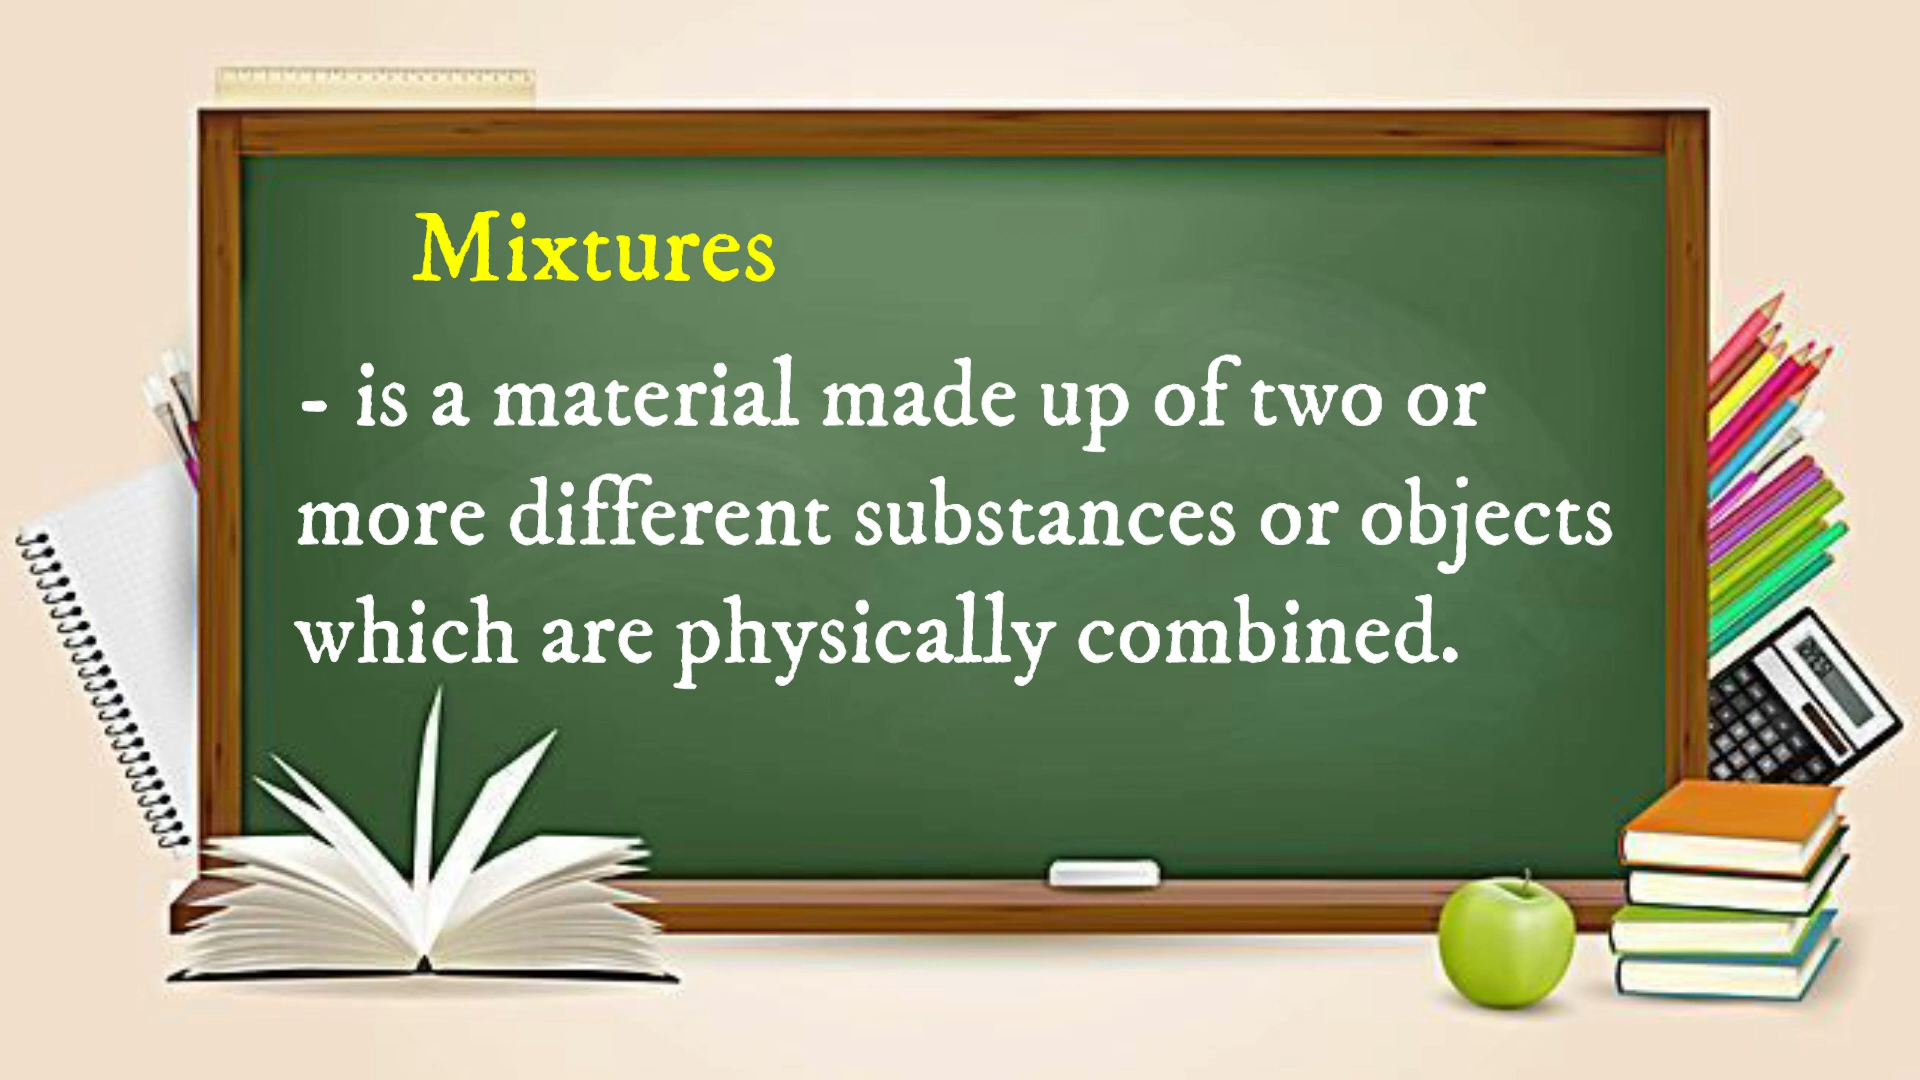 Mixtures
- is a material made up of two or
more different substances or objects
which are physically combined.